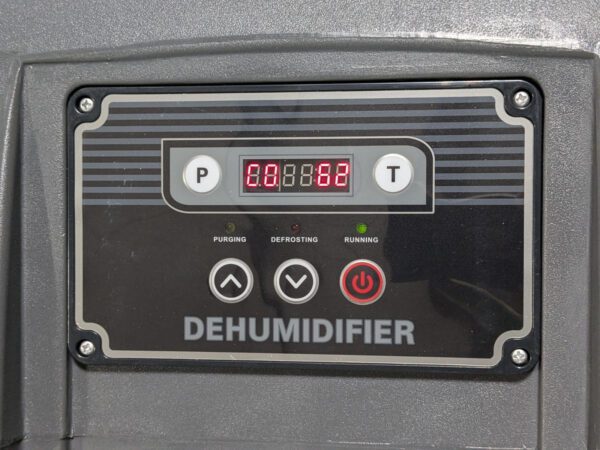 P
62
T
PURGING DEFROSTING RUNNING
DEHUMIDIFIER